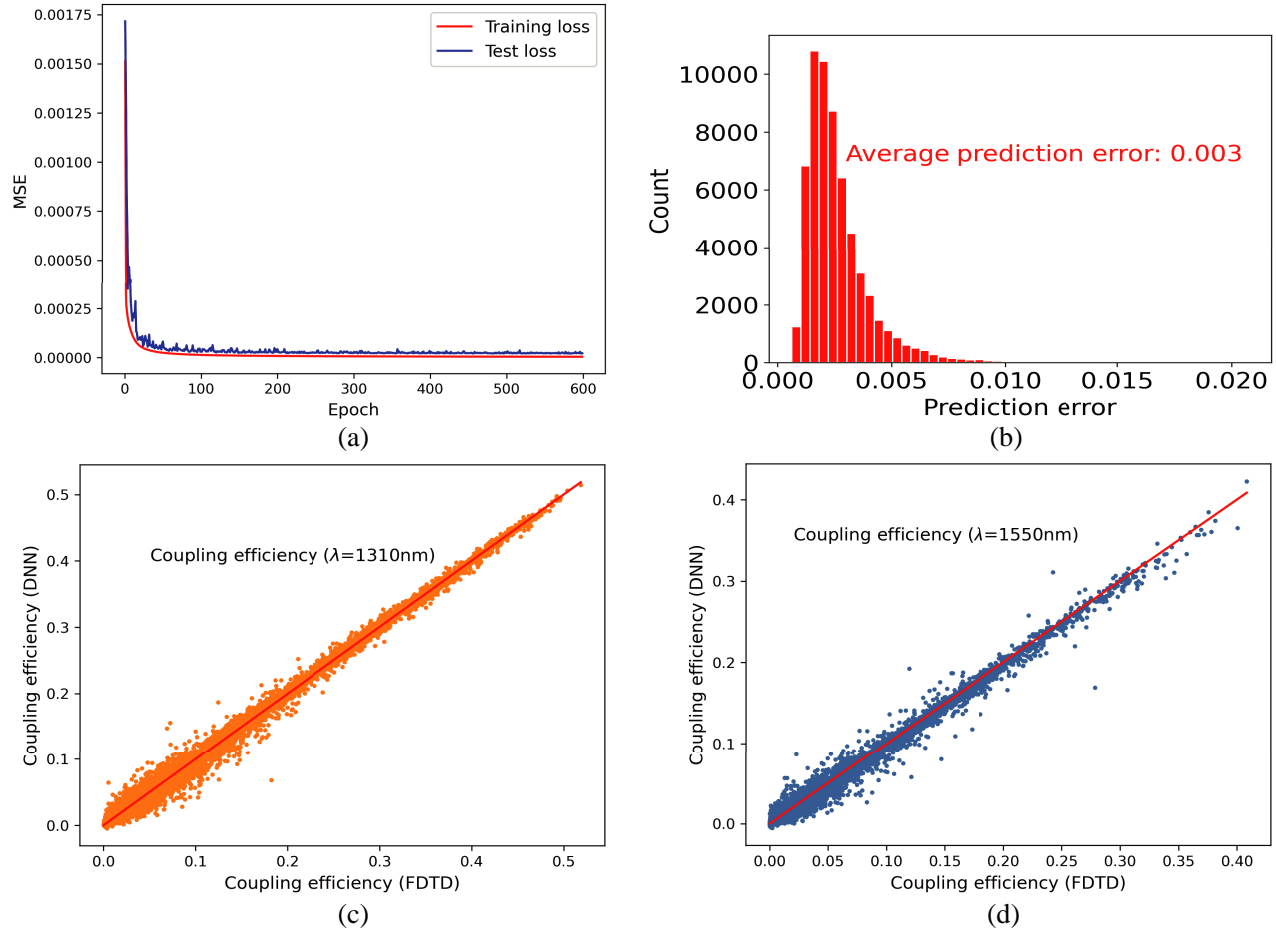 0.00175
0.00150
0.00125
0.00100
0.00075
0.00050
0.00025
0.00000
MSE
Training loss
Test loss
0 100 200 300 400 500 600
Epoch
(a)
10000
8000
6000
4000
2000
0
Count
Average prediction error: 0.003
0.000 0.005 0.010 0.015 0.020
Prediction error
(b)
0.5
0.4
0.3
0.2
0.1
0.0
Coupling efficiency (DNN)
Coupling efficiency (λ=1310nm)
0.0 0.1 0.2 0.3 0.4 0.5
Coupling efficiency (FDTD)
(c)
0.4
0.3
0.2
0.1
0.0
Coupling efficiency (DNN)
Coupling efficiency (λ=1550nm)
0.00 0.05 0.10 0.15 0.20 0.25 0.30 0.35 0.40
Coupling efficiency (FDTD)
(d)